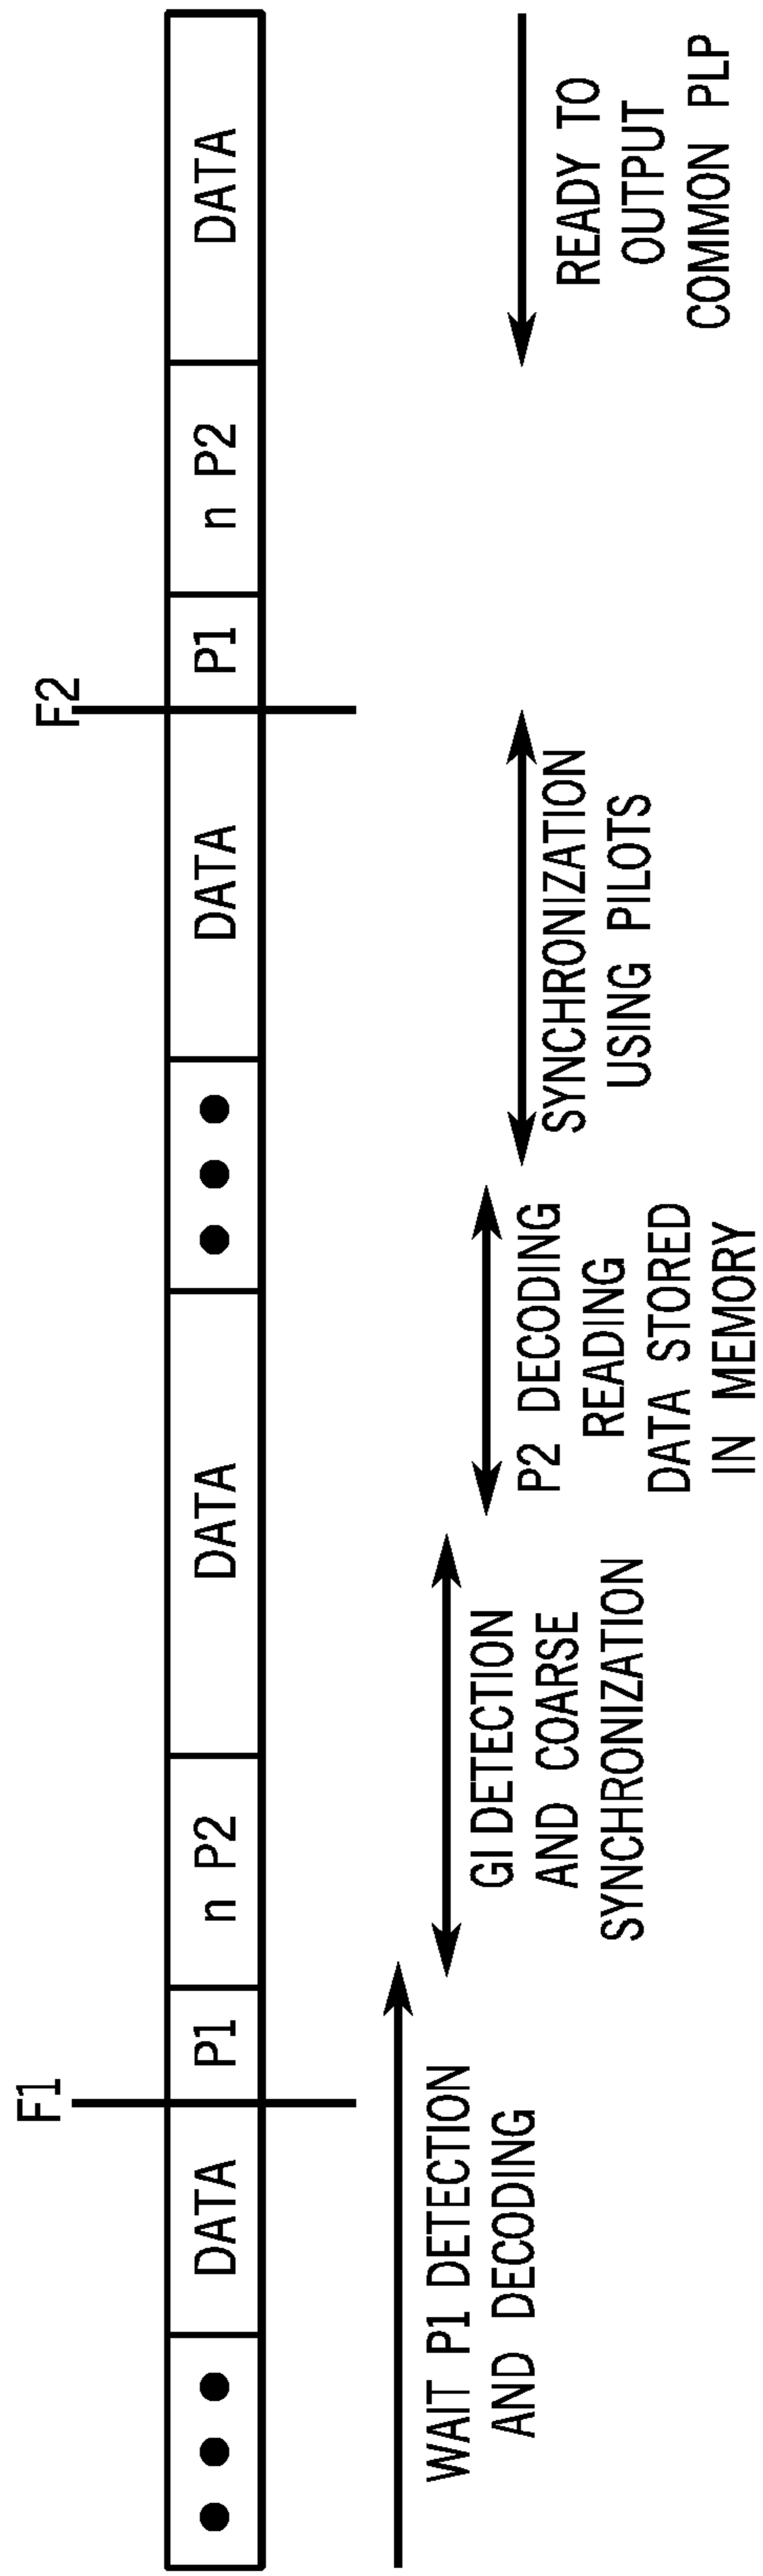 F1
F2
DATA
P1
n P2
DATA
DATA
P1
n P2
DATA
WAIT P1 DETECTION
AND DECODING
GI DETECTION
AND COARSE
SYNCHRONIZATION
P2 DECODING
READING
DATA STORED
IN MEMORY
SYNCHRONIZATION
USING PILOTS
READY TO
OUTPUT
COMMON PLP